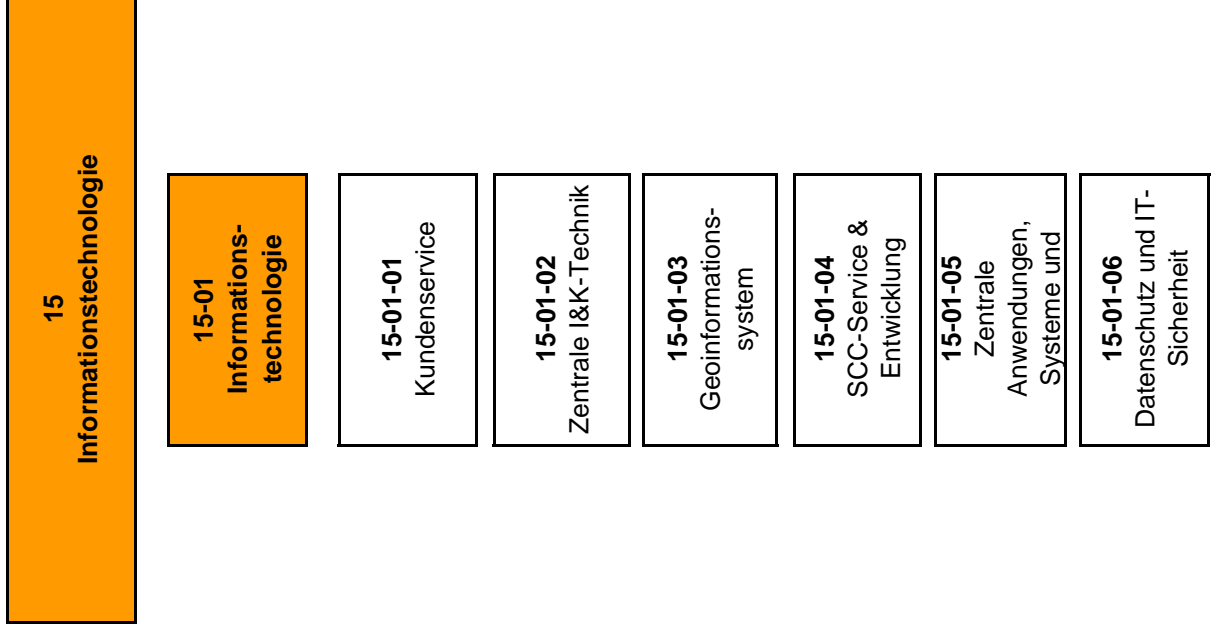 15
Informationstechnologie
15-01
Informations-
technologie
15-01-01
Kundenservice
15-01-02
Zentrale I&K-Technik
15-01-03
Geoinformations-
system
15-01-04
SCC-Service &
Entwicklung
15-01-05
Zentrale
Anwendungen,
Systeme und
15-01-06
Datenschutz und IT-
Sicherheit